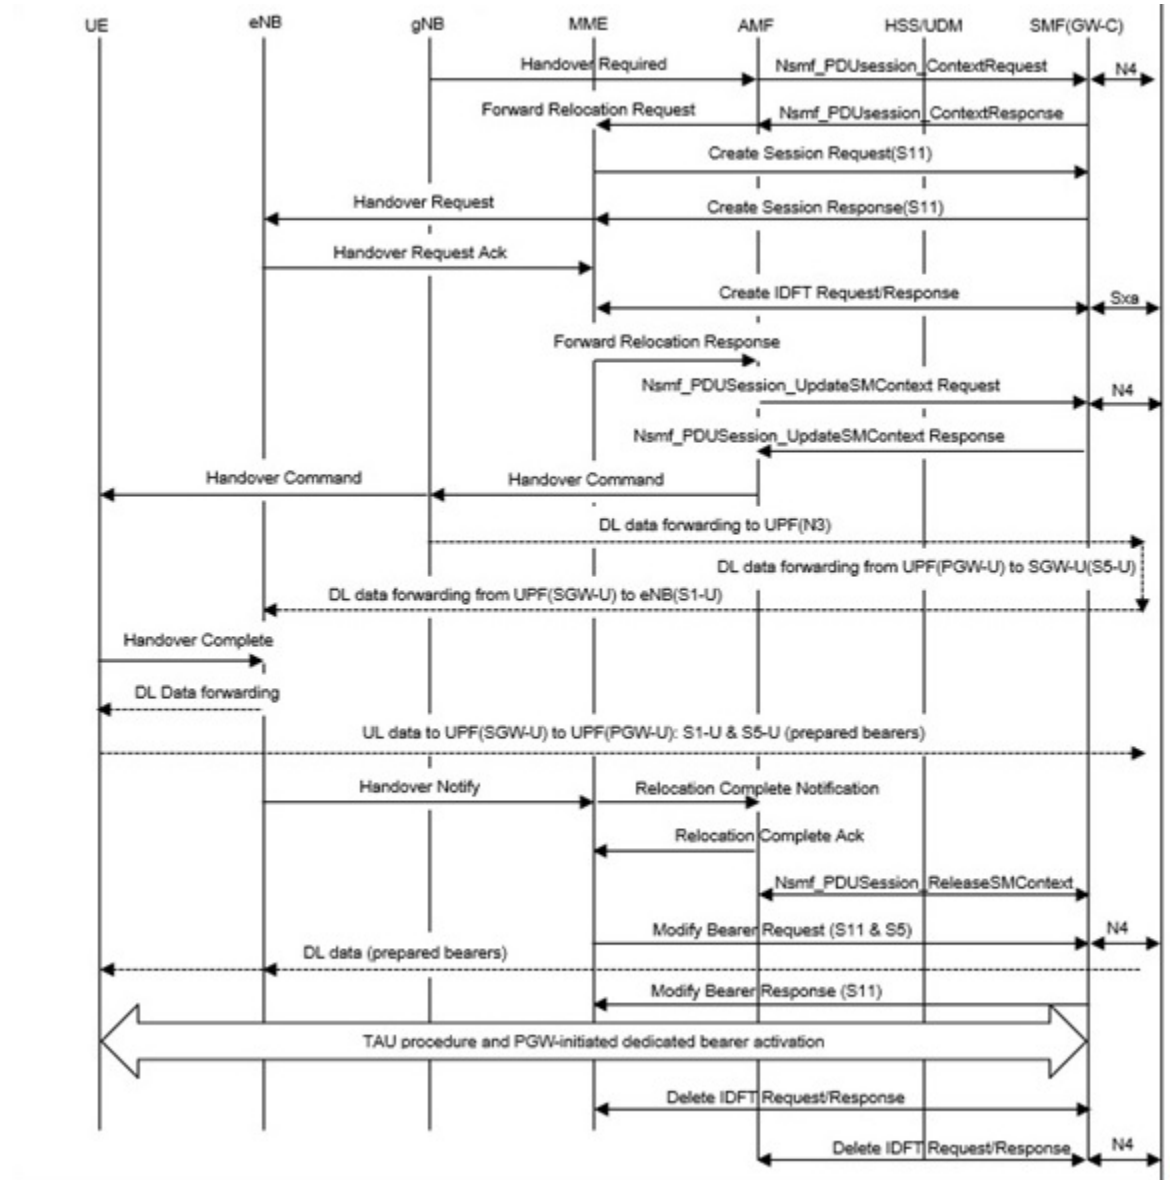 UE eNB gNB MME AMF HSS/UDM SMF(GW-C)
Handover Required Nsmf_PDUsession_ContextRequest N4
Forward Relocation Request Nsmf_PDUsession_ContextResponse
Create Session Request(S11)
Handover Request Create Session Response(S11)
Handover Request Ack
Create IDFT Request/Response Sxa
Forward Relocation Response
Nsmf_PDUSession_UpdateSMContext Request N4
Nsmf_PDUSession_UpdateSMContext Response
Handover Command Handover Command
DL data forwarding to UPF(N3)
DL data forwarding from UPF(PGW-U) to SGW-U(S5-U)
DL data forwarding from UPF(SGW-U) to eNB(S1-U)
Handover Complete
DL Data forwarding
UL data to UPF(SGW-U) to UPF(PGW-U): S1-U & S5-U (prepared bearers)
Handover Notify Relocation Complete Notification
Relocation Complete Ack
Nsmf_PDUSession_ReleaseSMContext
Modify Bearer Request (S11 & S5) N4
DL data (prepared bearers)
Modify Bearer Response (S11)
TAU procedure and PGW-initiated dedicated bearer activation
Delete IDFT Request/Response
Delete IDFT Request/Response N4